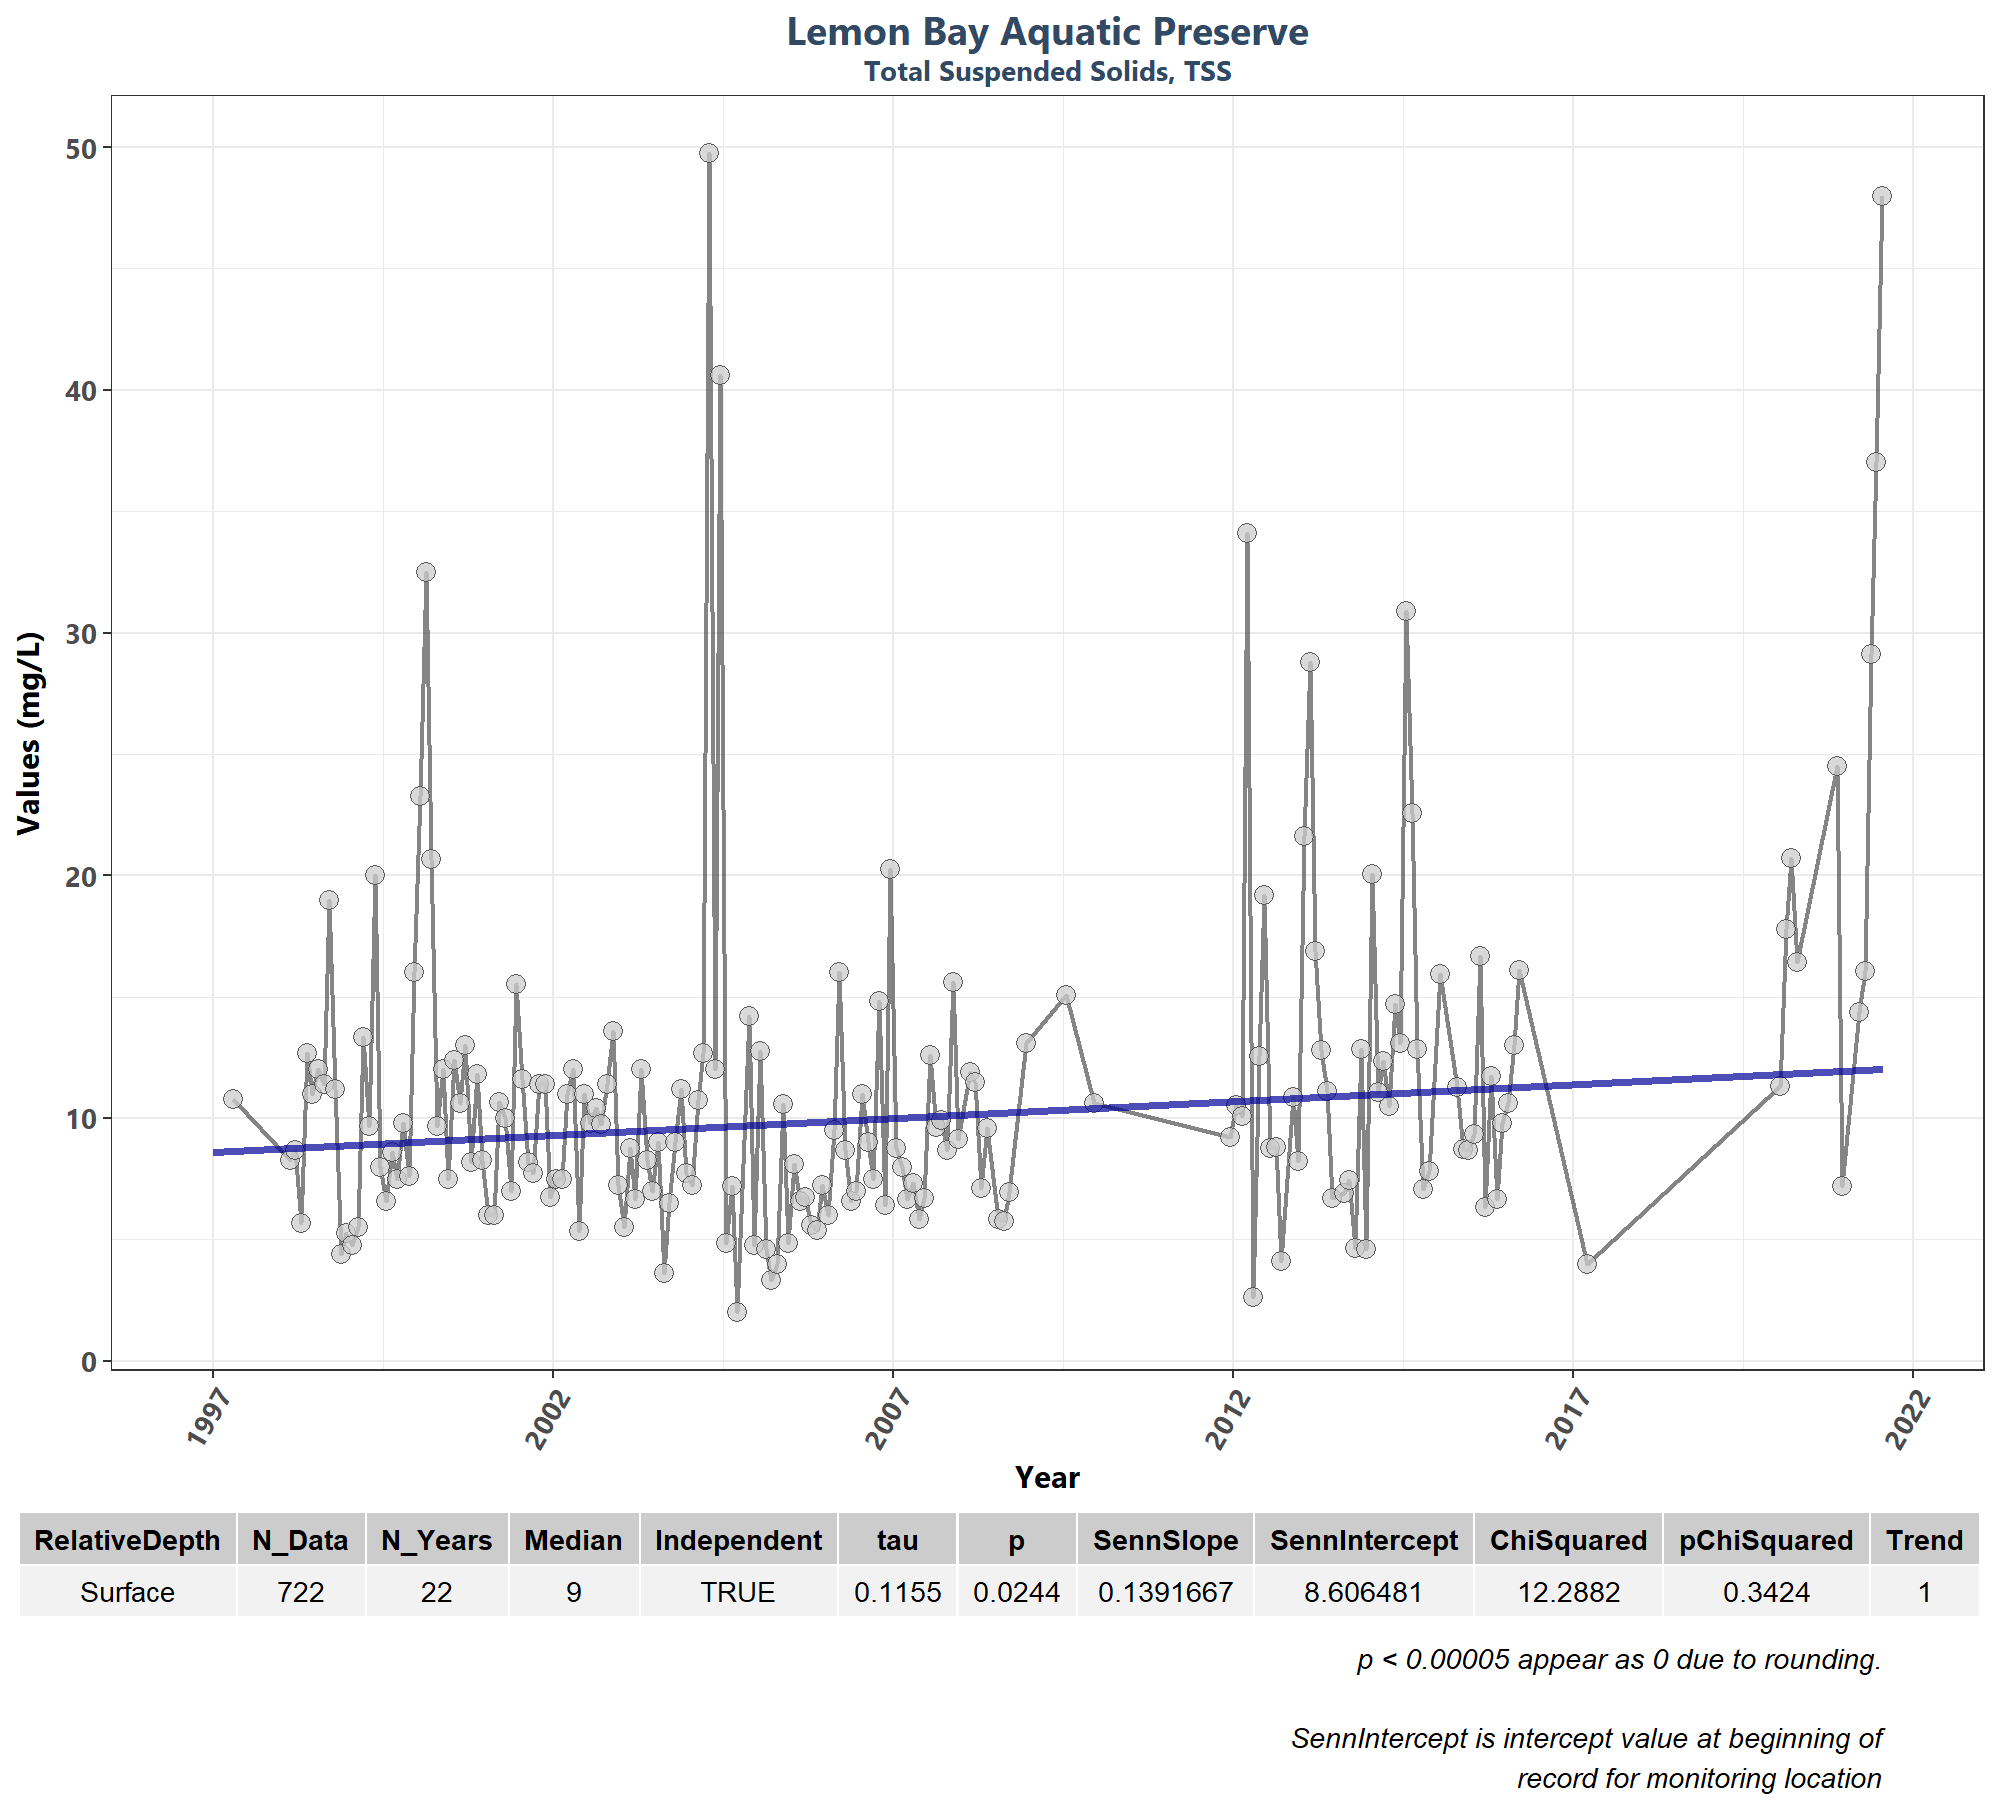 Lemon Bay Aquatic Preserve
Total Suspended Solids, TSS
Values (mg/L)
50
40
30
20
10
0
1997
2002
2007
2012
2017
2022
Year
RelativeDepth N_Data N_Years Median Independent tau p SennSlope SennIntercept ChiSquared pChiSquared Trend
Surface 722 22 9 TRUE 0.1155 0.0244 0.1391667 8.606481 12.2882 0.3424 1
p < 0.00005 appear as 0 due to rounding.
SennIntercept is intercept value at beginning of
record for monitoring location